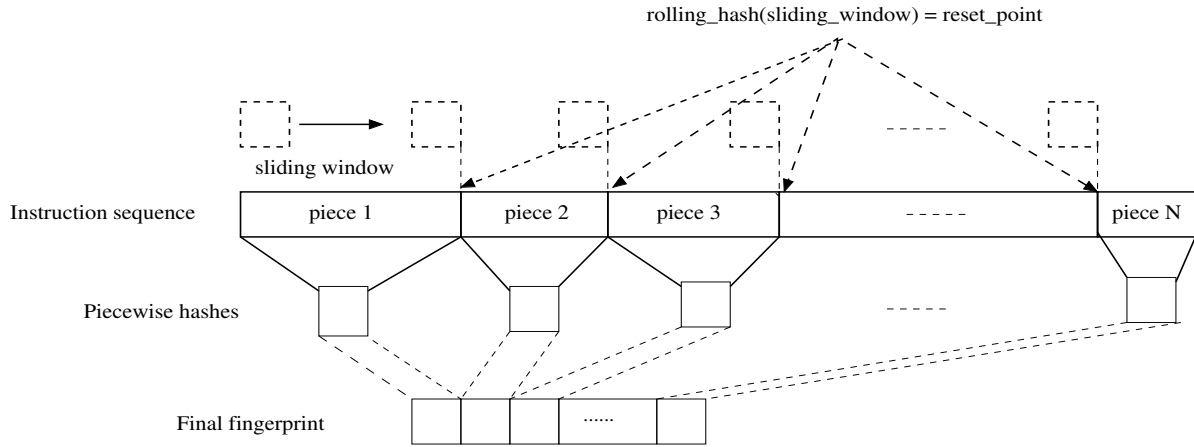 rolling_hash(sliding_window) = reset_point
sliding window
Instruction sequence
piece 1
piece 2
piece 3
piece N
Piecewise hashes
Final fingerprint
......